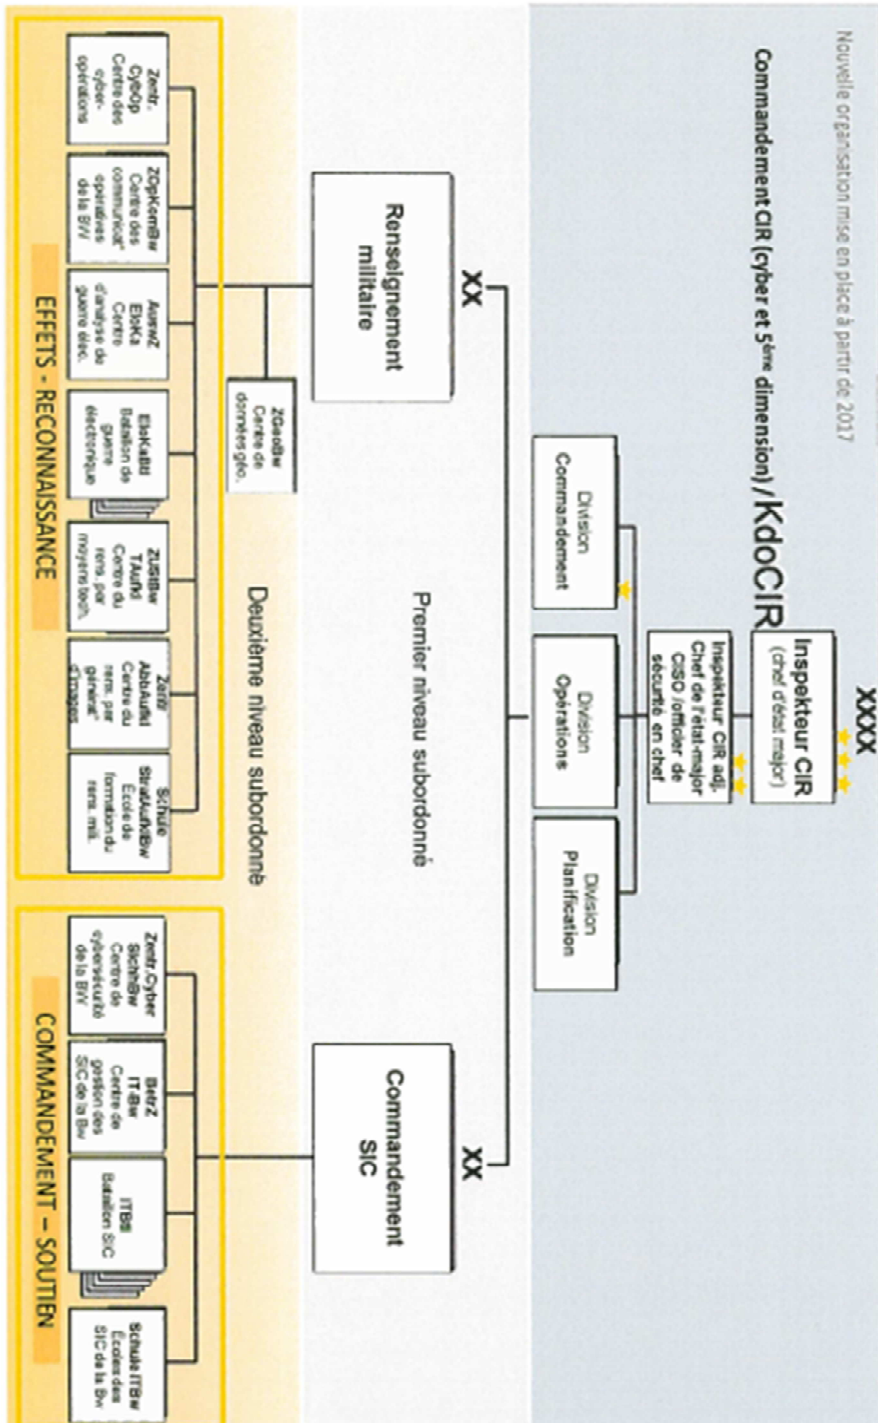 Nouvelle organisation mise en place à partir de 2017
Commandement CIR (cyber et 5ème dimension) / KdoCIR
XXXX
Inspekteur CIR
(chef d'état major)
Inspekteur CIR adj.
Chef de l'état-major
CISO /officier de
sécurité en chef
Division
Commandement
Division
Opérations
Division
Planification
Premier niveau subordonné
XX
Renseignement
militaire
XX
Commandement
SIC
Deuxième niveau subordonné
ZGeoBw
Centre de
données géo.
Zentr.
CybOp
Centre des
cyber-
opérations
ZOpKomBw
Centre des
communicat°
opératives
de la BW
AuswZ
EloKa
Centre
d'analyse de
guerre élec.
EloKaBtl
Bataillon de
guerre
électronique
ZUStBw
TAufkl
Centre du
rens. par
moyens tech.
Zentr
AbbAufkl
Centre du
rens. par
générat°
d'images
Schule
StratAufklBw
École de
formation du
rens. mili.
EFFETS - RECONNAISSANCE
Zentr.Cyber
SichhBw
Centre de
cybersécurité
de la BW
BetrZ
IT-Bw
Centre de
gestion des
SIC de la Bw
Bataillon SIC
Schule ITBw
Écoles des
SIC de la Bw
COMMANDEMENT – SOUTIEN